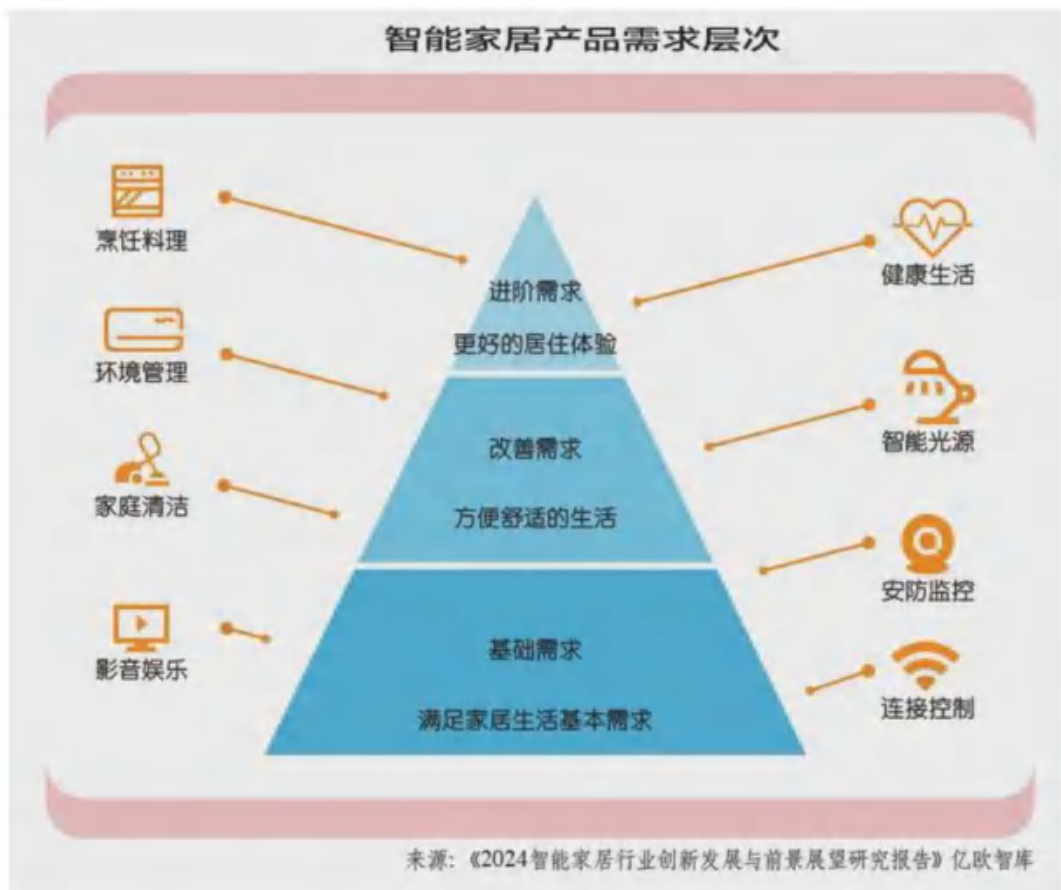 智能家居产品需求层次
烹饪料理
环境管理
家庭清洁
影音娱乐
进阶需求
更好的居住体验
改善需求
方便舒适的生活
基础需求
满足家居生活基本需求
健康生活
智能光源
安防监控
连接控制
来源:《2024智能家居行业创新发展与前景展望研究报告》亿欧智库